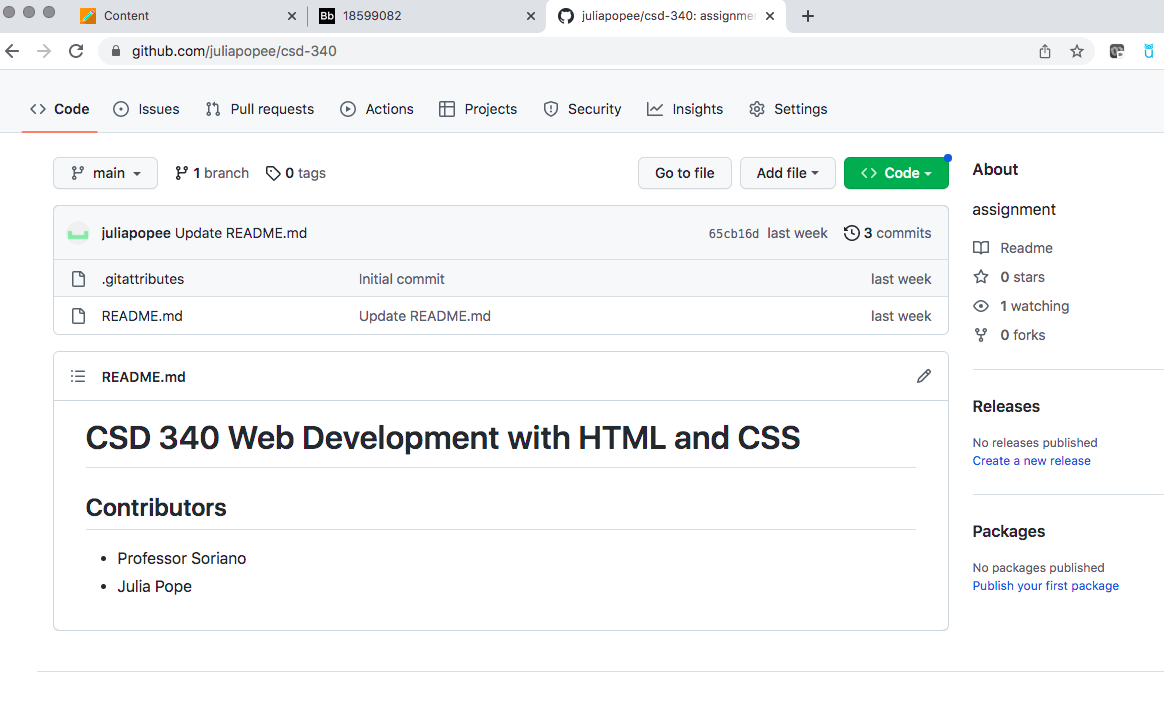 Content
Bb 18599082
juliapopee/csd-340: assignme
github.com/juliapopee/csd-340
Code Issues Pull requests Actions Projects Security Insights Settings
main 1 branch 0 tags Go to file Add file Code
juliapopee Update README.md 65cb16d last week 3 commits
.gitattributes Initial commit last week
README.md Update README.md last week
README.md
CSD 340 Web Development with HTML and CSS
Contributors
Professor Soriano
Julia Pope
About
assignment
Readme
0 stars
1 watching
0 forks
Releases
No releases published
Create a new release
Packages
No packages published
Publish your first package